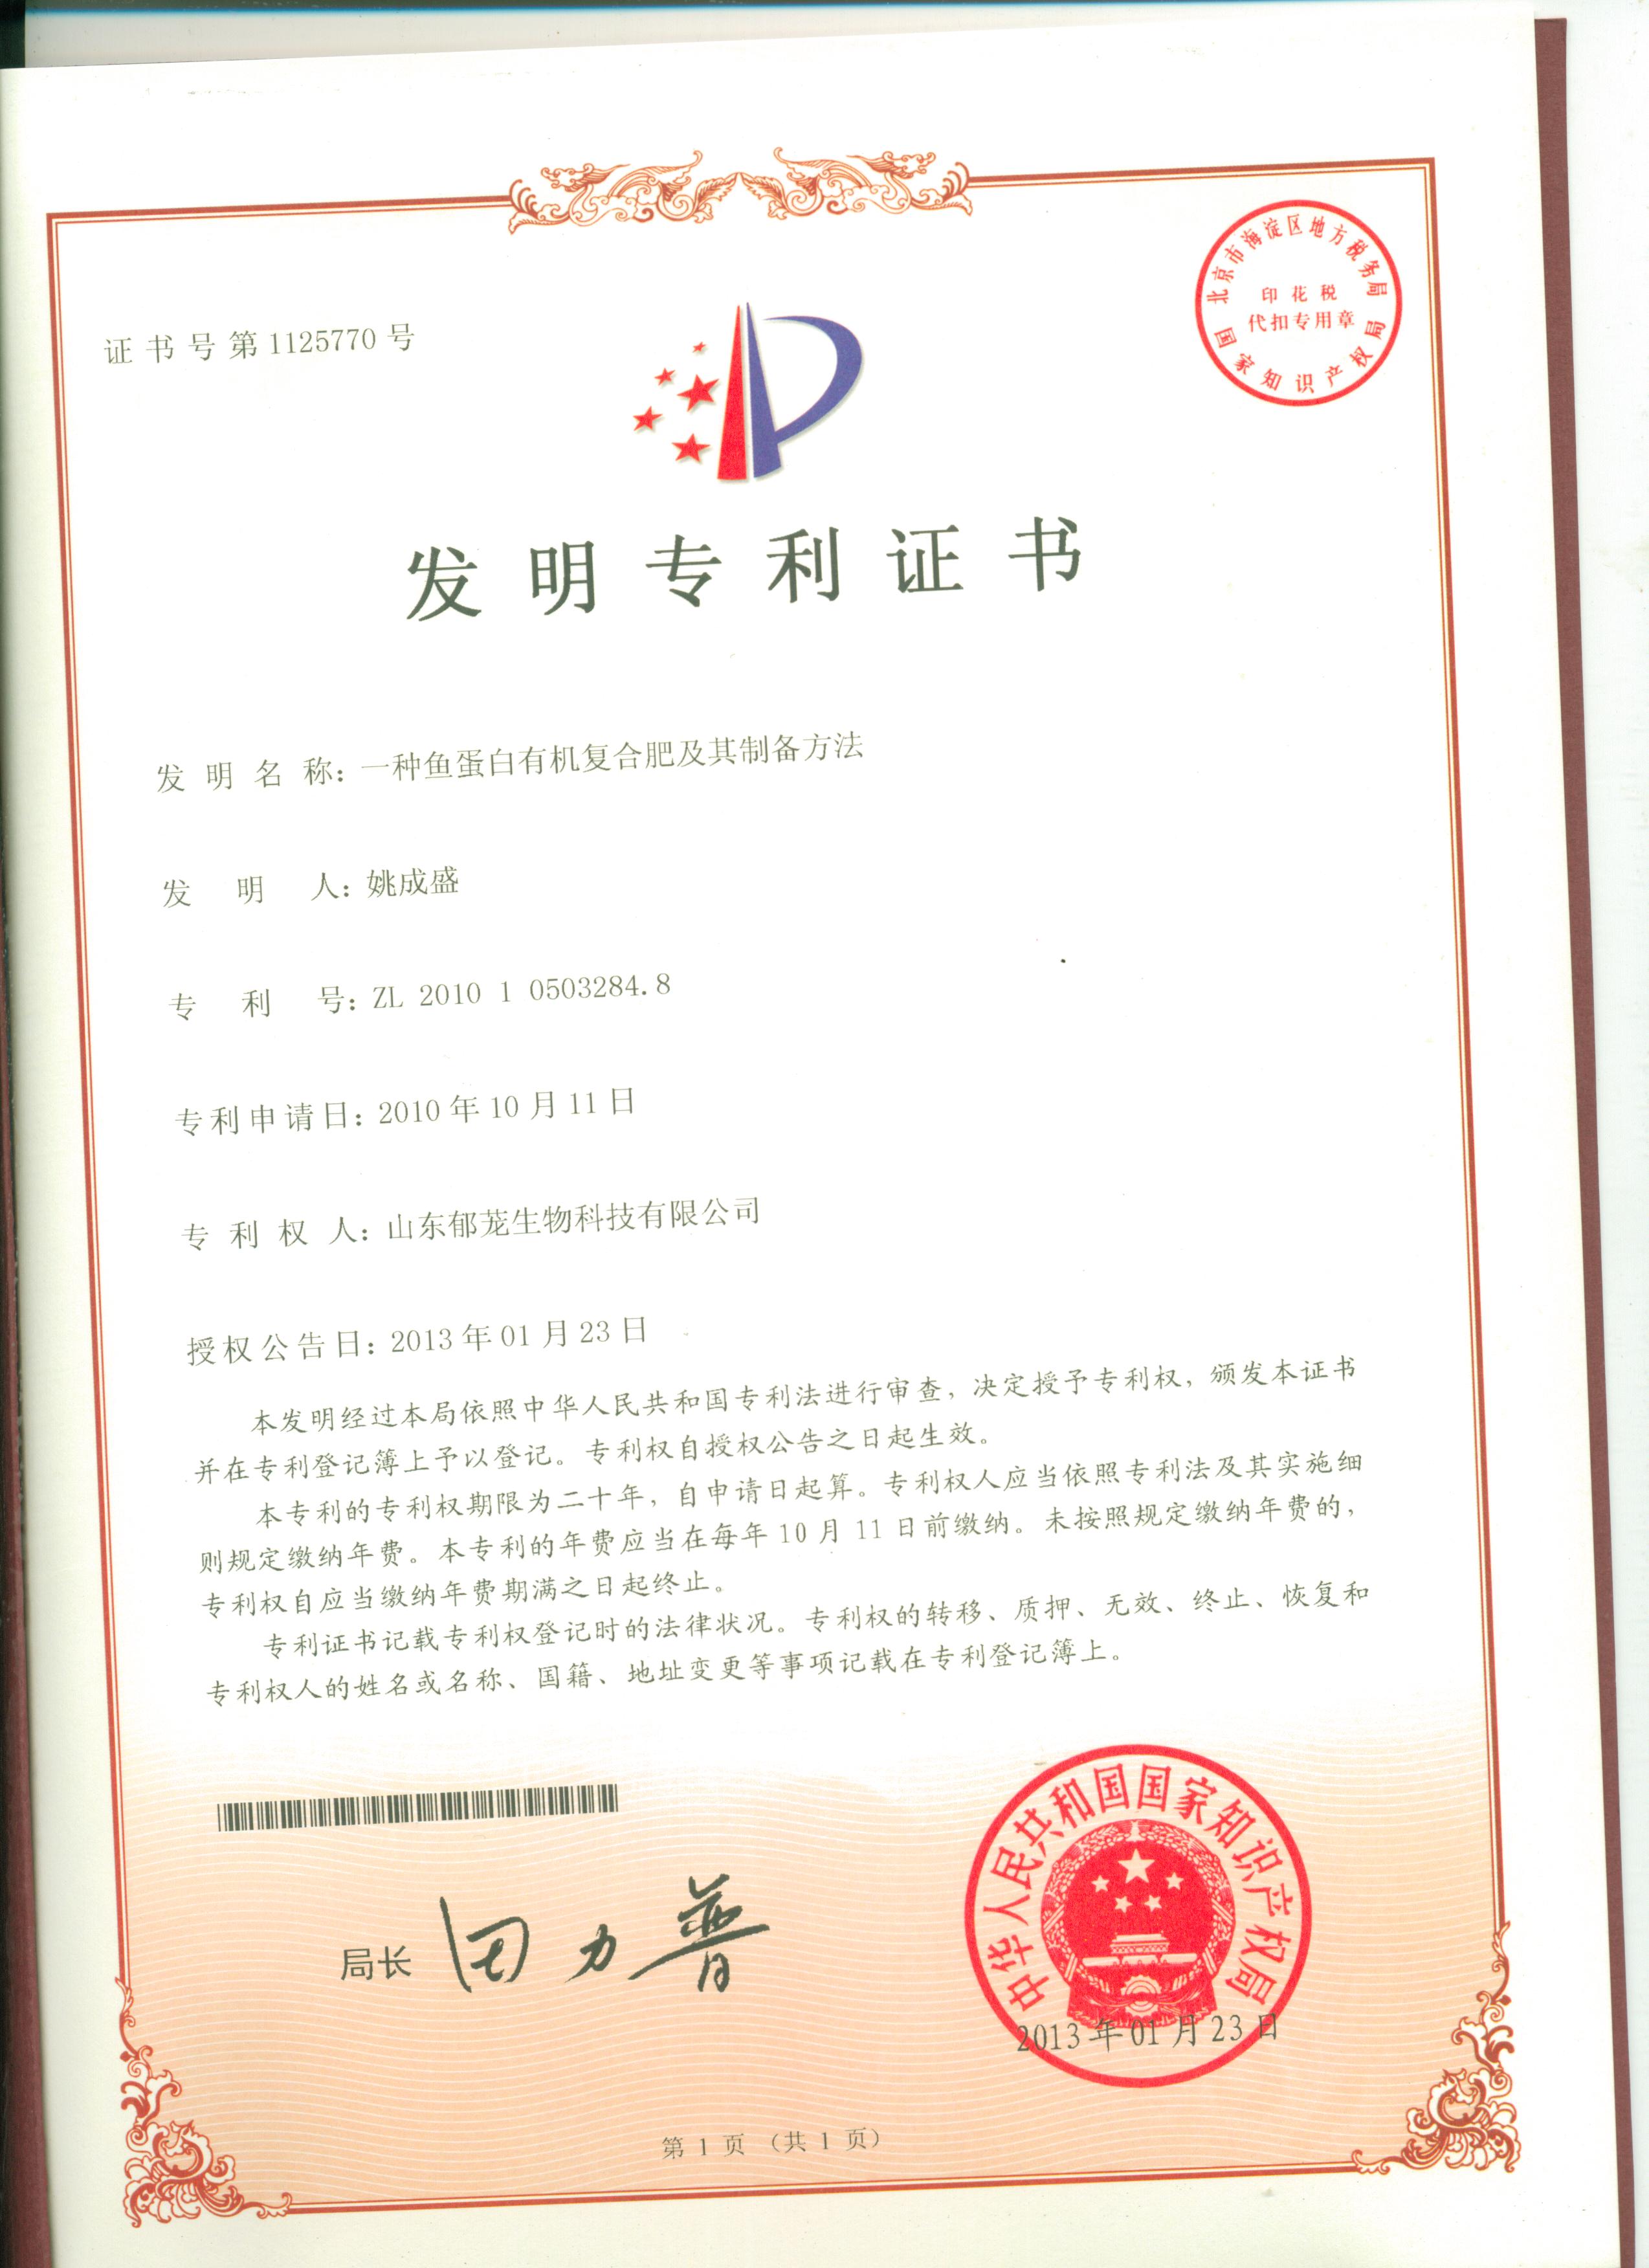 证书号第1125770号
北京市海淀区地方税务局
印花税
代扣专用章
国家知识产权局
发明专利证书
发明名称：一种鱼蛋白有机复合肥及其制备方法
发明人：姚成盛
专利号：ZL 2010 1 0503284.8
专利申请日：2010年10月11日
专利权人：山东郁茏生物科技有限公司
授权公告日：2013年01月23日
本发明经过本局依照中华人民共和国专利法进行审查，决定授予专利权，颁发本证书
并在专利登记簿上予以登记。专利权自授权公告之日起生效。
本专利的专利权期限为二十年，自申请日起算。专利权人应当依照专利法及其实施细
则规定缴纳年费。本专利的年费应当在每年10月11日前缴纳。未按照规定缴纳年费的，
专利权自应当缴纳年费期满之日起终止。
专利证书记载专利权登记时的法律状况。专利权的转移、质押、无效、终止、恢复和
专利权人的姓名或名称、国籍、地址变更等事项记载在专利登记簿上。
局长 田力普
中华人民共和国国家知识产权局
2013年01月23日
第1页（共1页）